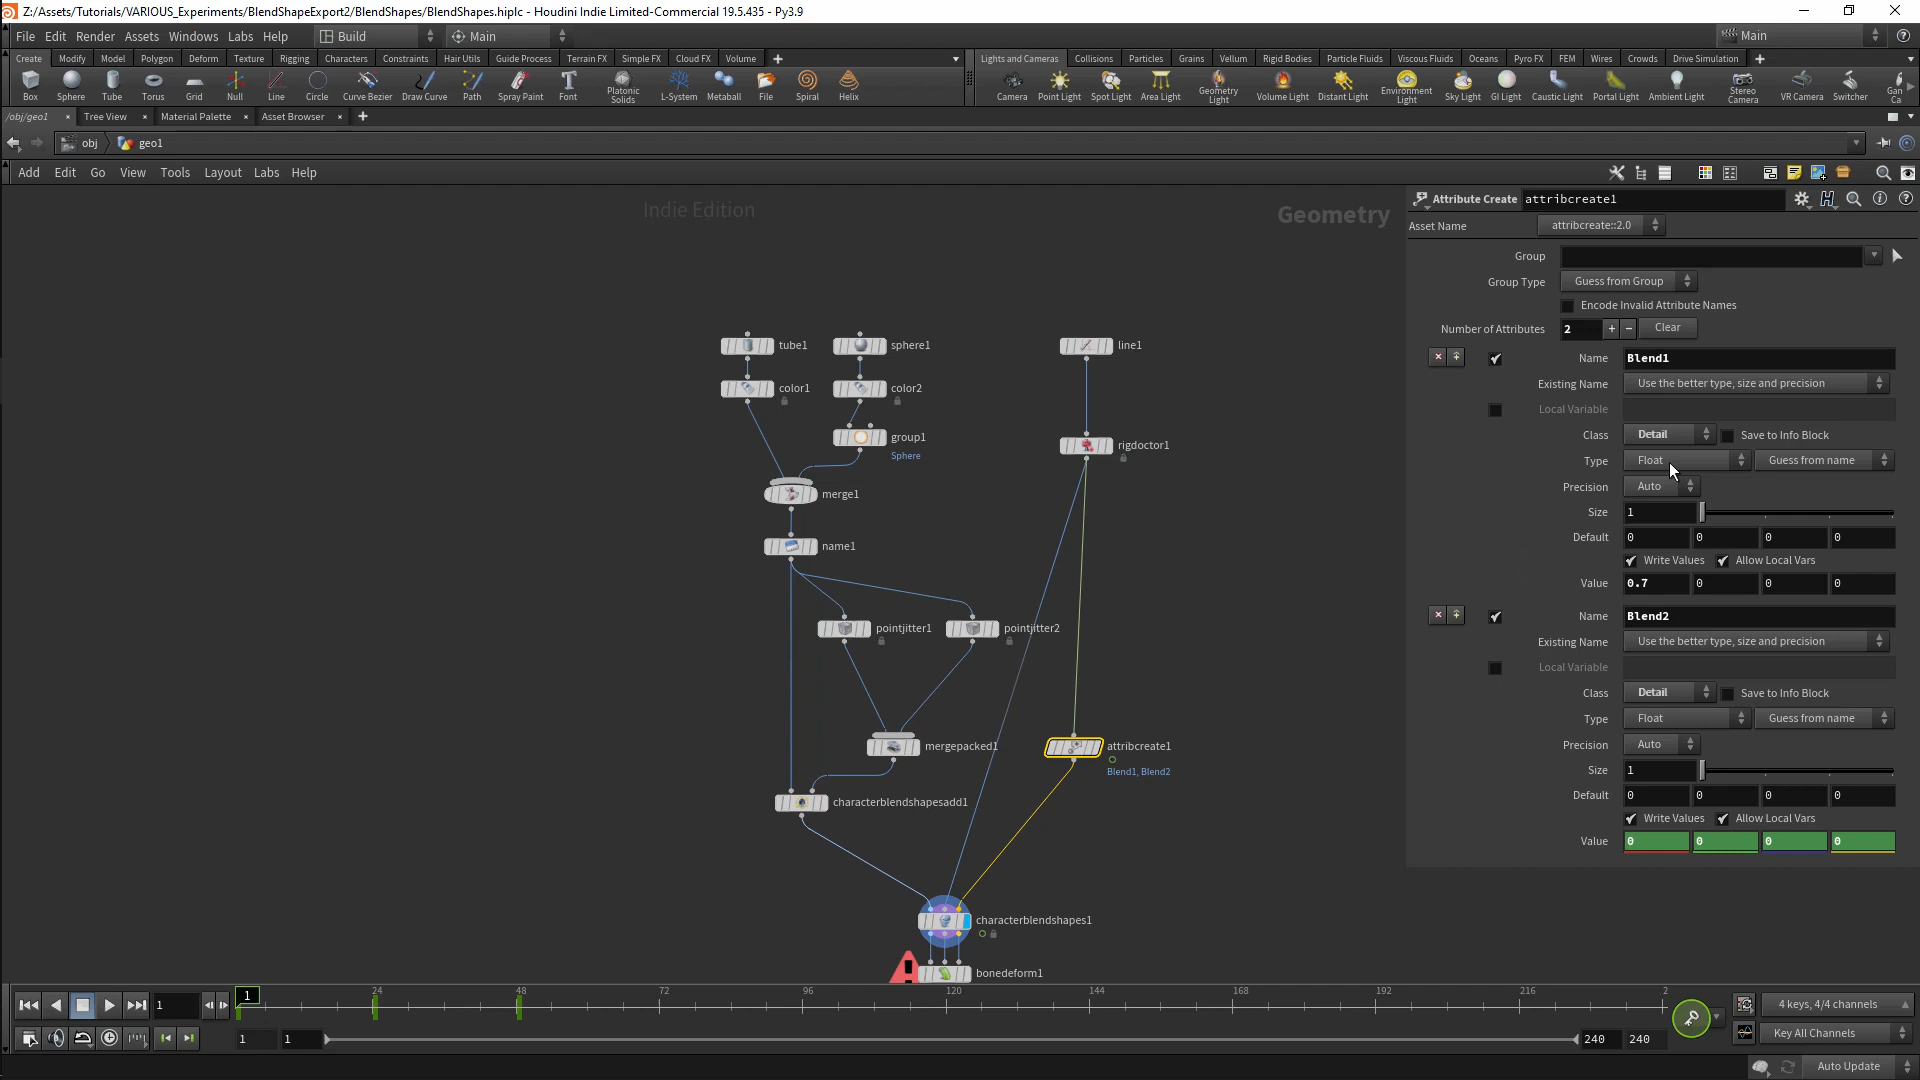 Z:/Assets/Tutorials/VARIOUS_Experiments/BlendShapeExport2/BlendShapes/BlendShapes.hiplc - Houdini Indie Limited-Commercial 19.5.435 - Py3.9
File Edit Render Assets Windows Labs Help Build Main Main
Create Modify Model Polygon Deform Texture Rigging Characters Constraints Hair Utils Guide Process Terrain FX Simple FX Cloud FX Volume
Lights and Cameras Collisions Particles Grains Vellum Rigid Bodies Particle Fluids Viscous Fluids Oceans Pyro FX FEM Wires Crowds Drive Simulation
Box Sphere Tube Torus Grid Null Line Circle Curve Bezier Draw Curve Path Spray Paint Font Platonic Solids L-System Metaball File Spiral Helix
Camera Point Light Spot Light Area Light Geometry Light Volume Light Distant Light Environment Light Sky Light GI Light Caustic Light Portal Light Ambient Light Stereo Camera VR Camera Switcher Gan Ca
/obj/geo1 Tree View Material Palette Asset Browser
obj geo1
Add Edit Go View Tools Layout Labs Help
Indie Edition
Geometry
tube1
sphere1
line1
color1
color2
group1
Sphere
rigdoctor1
merge1
name1
pointjitter1
pointjitter2
mergepacked1
attribcreate1
Blend1, Blend2
characterblendshapesadd1
characterblendshapes1
bonedeform1
Attribute Create attribcreate1
Asset Name attribcreate::2.0
Group
Group Type Guess from Group
Encode Invalid Attribute Names
Number of Attributes 2 + − Clear
Name Blend1
Existing Name Use the better type, size and precision
Local Variable
Class Detail Save to Info Block
Type Float Guess from name
Precision Auto
Size 1
Default 0 0 0 0
Write Values Allow Local Vars
Value 0.7 0 0 0
Name Blend2
Existing Name Use the better type, size and precision
Local Variable
Class Detail Save to Info Block
Type Float Guess from name
Precision Auto
Size 1
Default 0 0 0 0
Write Values Allow Local Vars
Value 0 0 0 0
1 1 24 48 72 96 120 144 168 192 216 2
4 keys, 4/4 channels
1 1 240 240
Key All Channels
Auto Update